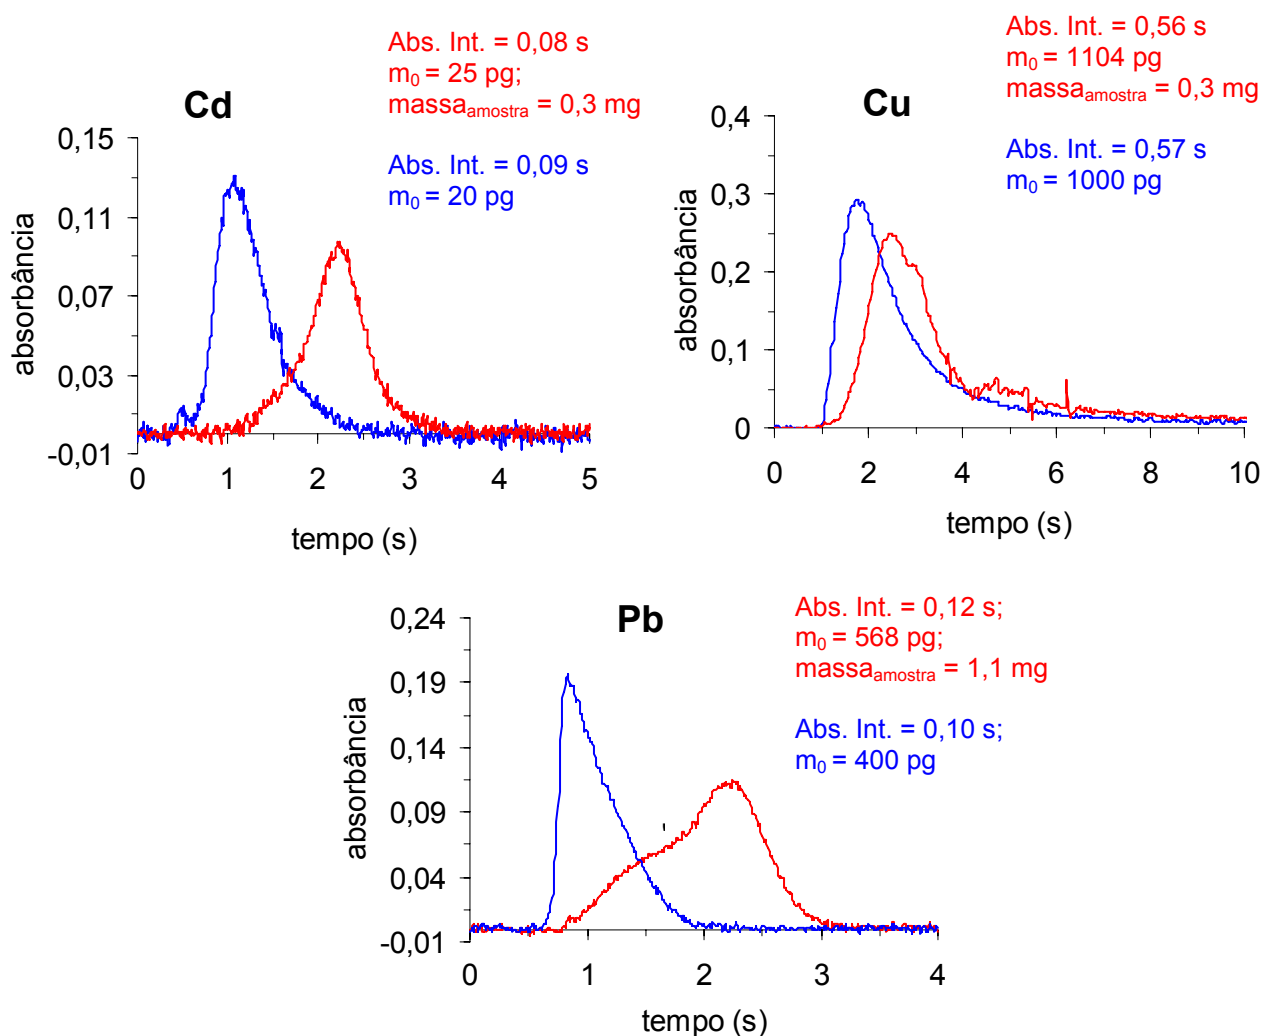 Cd
Abs. Int. = 0,08 s
m₀ = 25 pg;
massaₐₘₒₛₜᵣₐ = 0,3 mg
Abs. Int. = 0,09 s
m₀ = 20 pg
absorbância
0,15
0,11
0,07
0,03
-0,01
0 1 2 3 4 5
tempo (s)
Cu
Abs. Int. = 0,56 s
m₀ = 1104 pg
massaₐₘₒₛₜᵣₐ = 0,3 mg
Abs. Int. = 0,57 s
m₀ = 1000 pg
absorbância
0,4
0,3
0,2
0,1
0
0 2 4 6 8 10
tempo (s)
Pb
Abs. Int. = 0,12 s;
m₀ = 568 pg;
massaₐₘₒₛₜᵣₐ = 1,1 mg
Abs. Int. = 0,10 s;
m₀ = 400 pg
absorbância
0,24
0,19
0,14
0,09
0,04
-0,01
0 1 2 3 4
tempo (s)